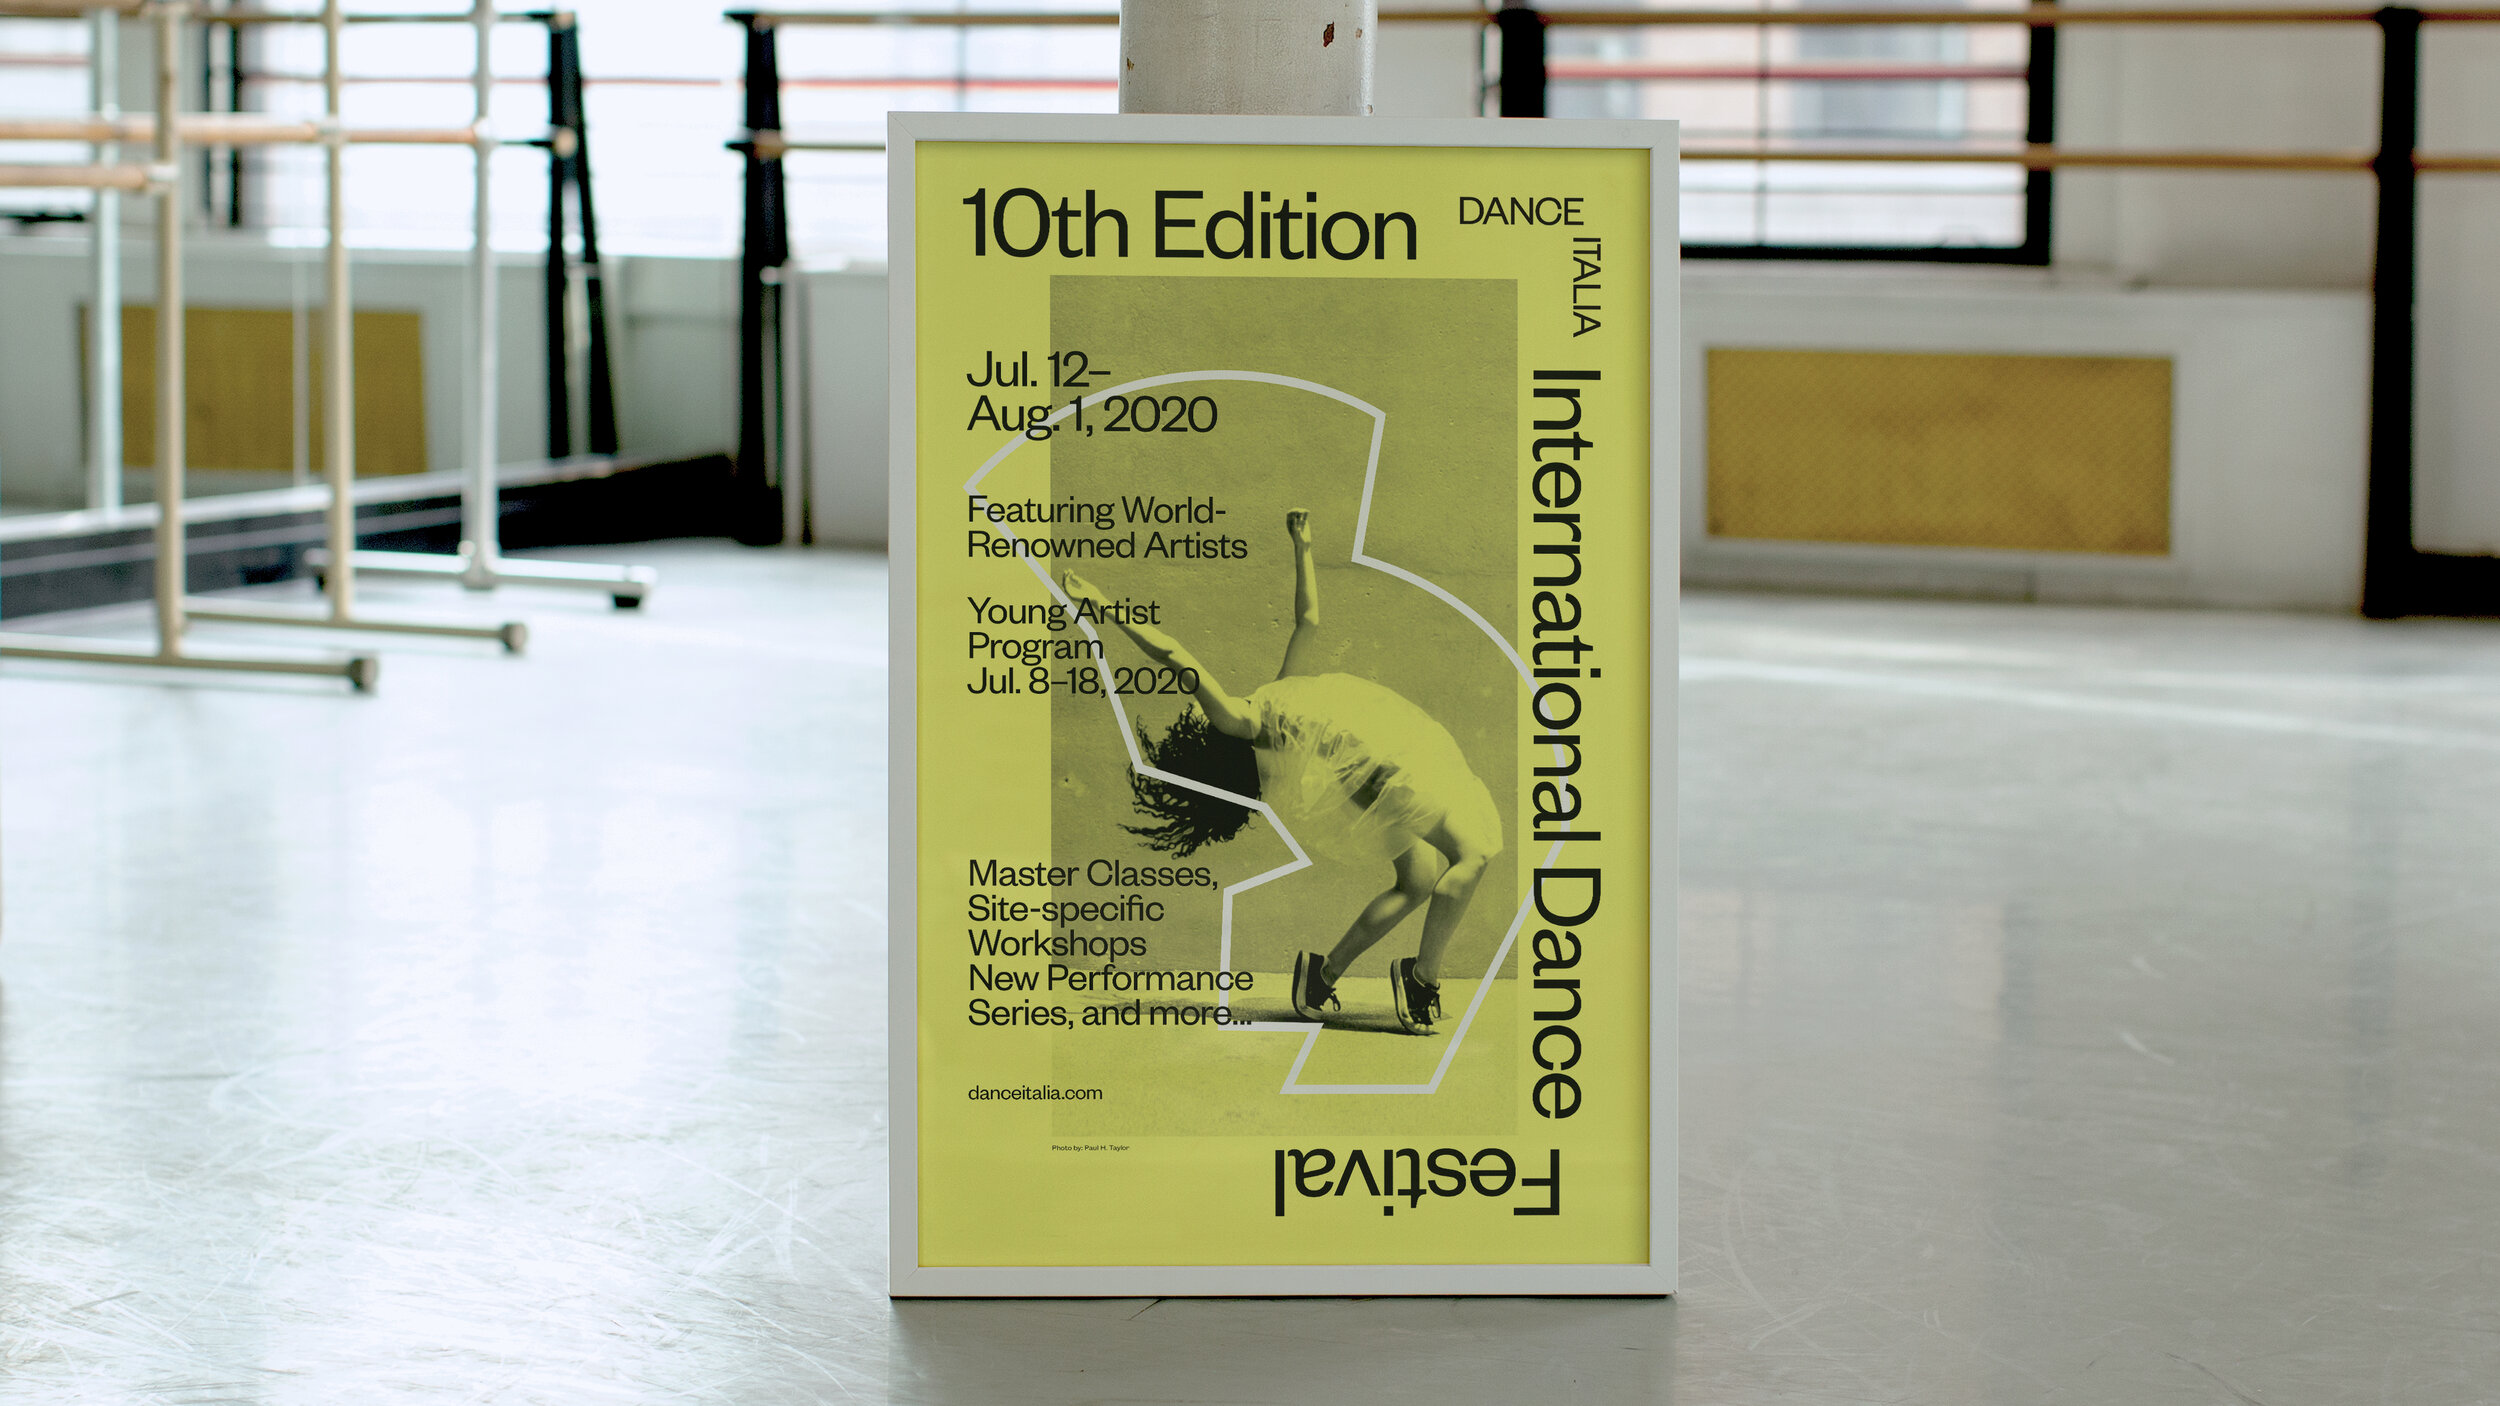 10th Edition
DANCE
ITALIA
International Dance
Festival
Jul. 12–
Aug. 1, 2020
Featuring World-
Renowned Artists
Young Artist
Program
Jul. 8–18, 2020
Master Classes,
Site-specific
Workshops
New Performance
Series, and more...
danceitalia.com
Photo by: Paul H. Taylor